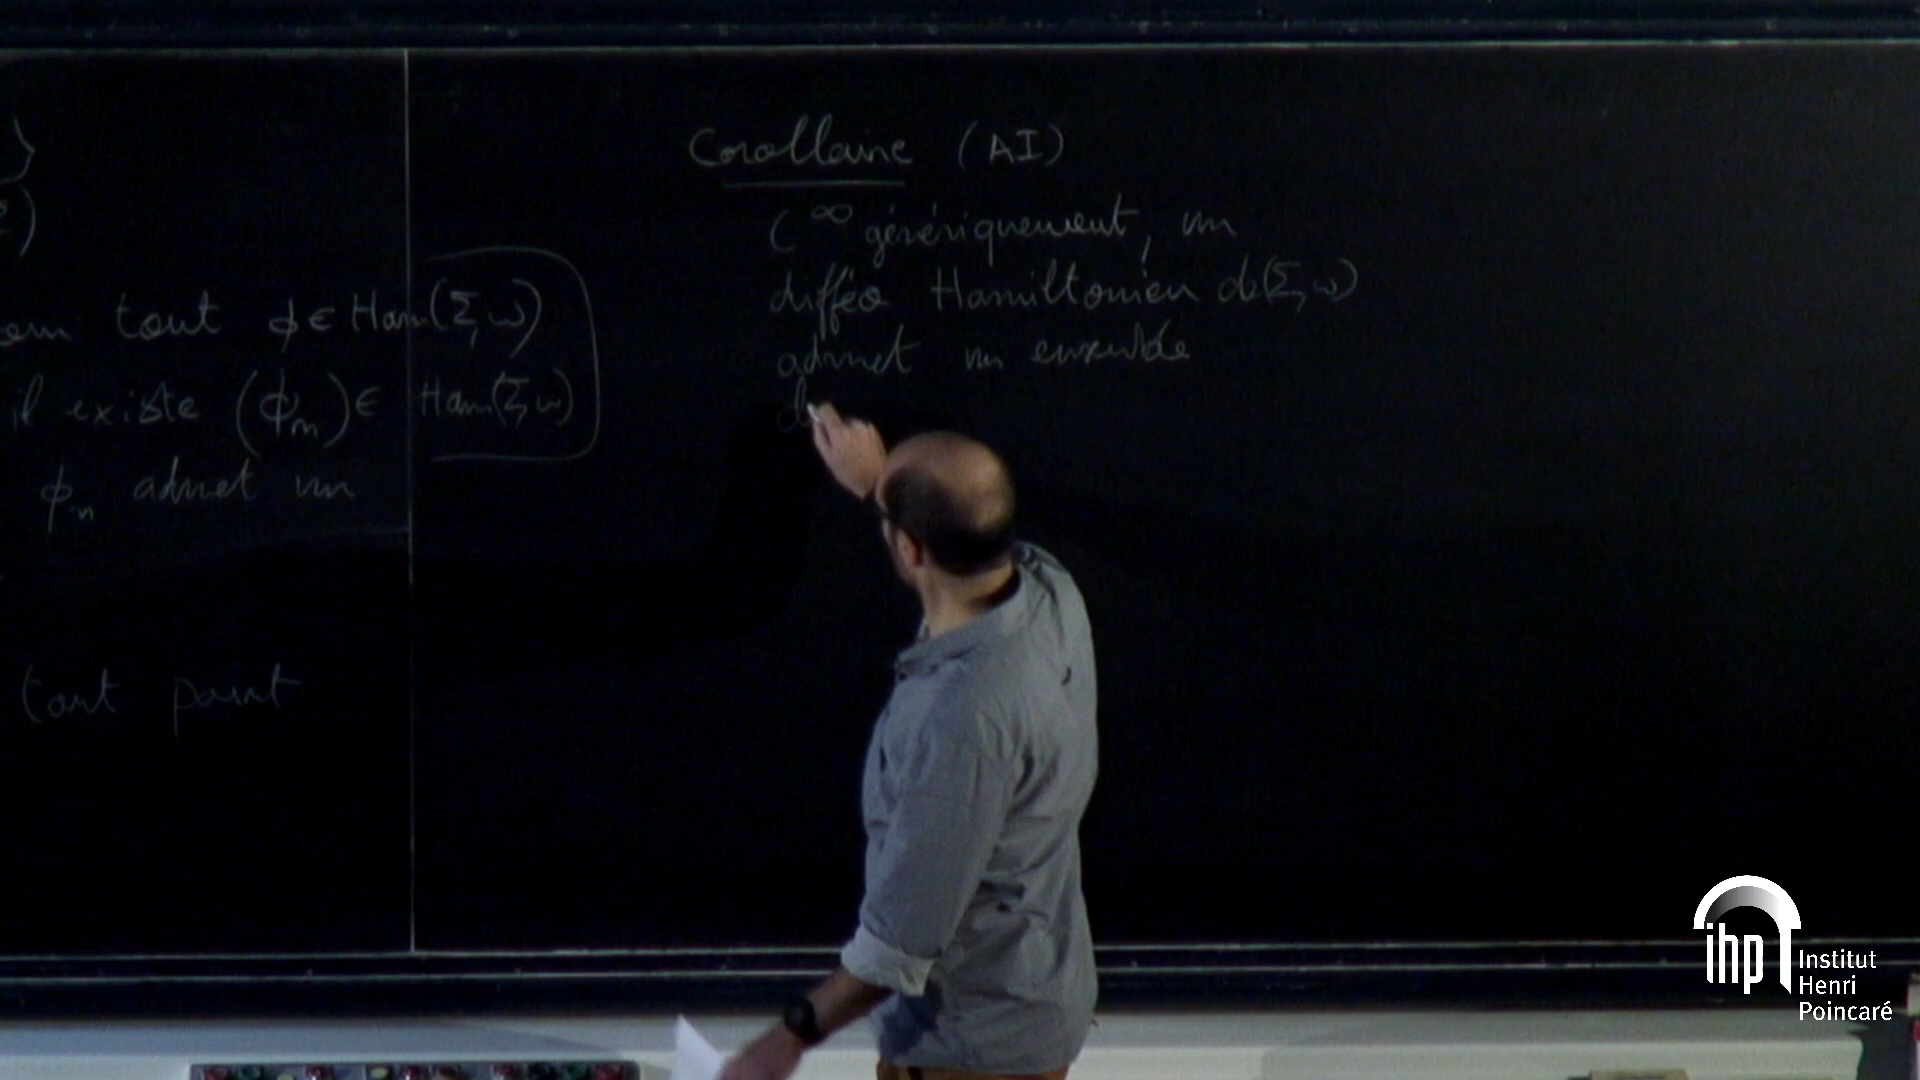 tout ϕ ∈ Ham(Σ, ω)
il existe (ϕₙ) ∈ Ham(Σ, ω)
ϕₙ admet un
tout point
Corollaire (AI)
C^∞ génériquement, un
difféo Hamiltonien de (Σ, ω)
admet un ensemble
ihp Institut
Henri
Poincaré